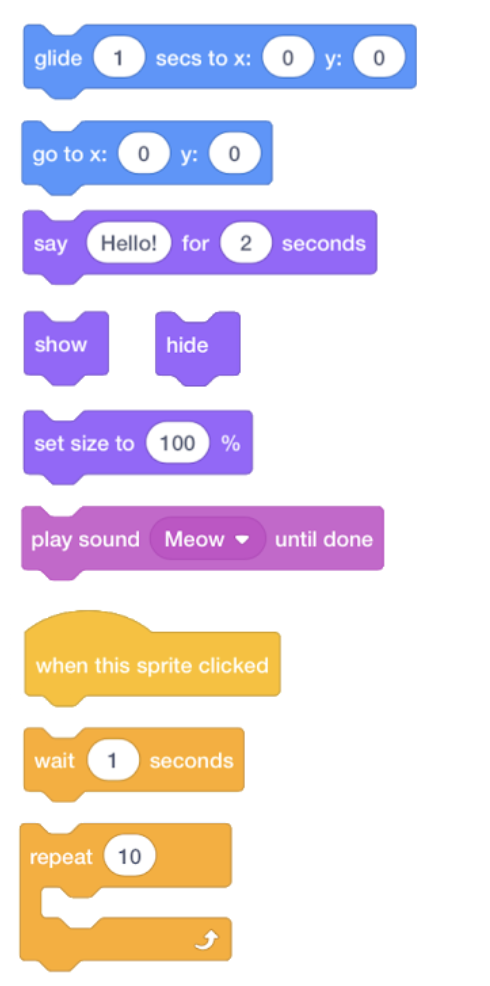 glide 1 secs to x: 0 y: 0
go to x: 0 y: 0
say Hello! for 2 seconds
show hide
set size to 100 %
play sound Meow until done
when this sprite clicked
wait 1 seconds
repeat 10